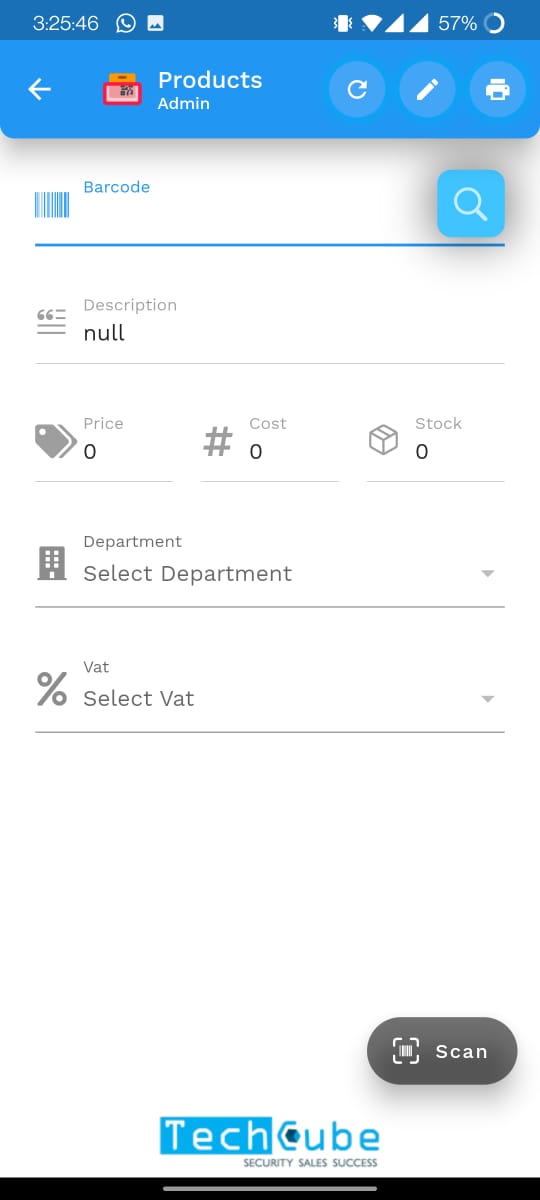 3:25:46 57%
Products
Admin
Barcode
Description
null
Price Cost Stock
0 0 0
Department
Select Department
Vat
Select Vat
Scan
TechCube
SECURITY SALES SUCCESS